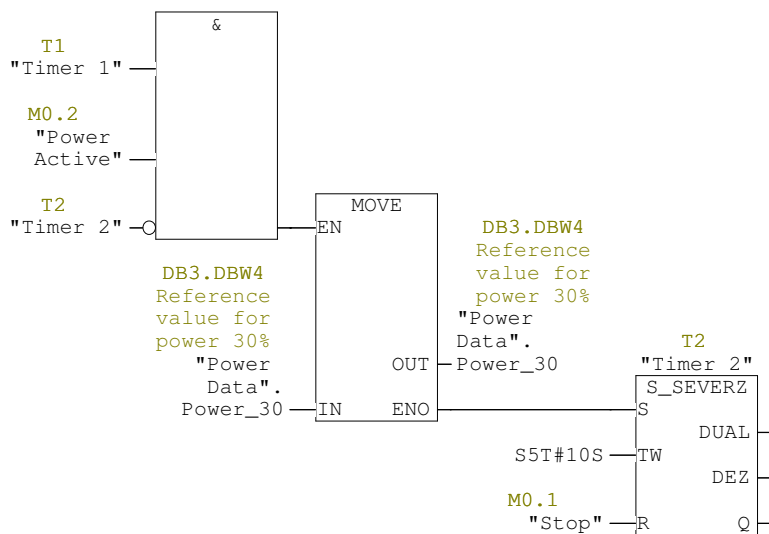 &
T1
"Timer 1"
M0.2
"Power
Active"
T2
"Timer 2"
MOVE
EN
DB3.DBW4
Reference
value for
power 30%
"Power
Data".
Power_30
IN
DB3.DBW4
Reference
value for
power 30%
"Power
Data".
OUT
Power_30
ENO
T2
"Timer 2"
S_SEVERZ
S
DUAL
S5T#10S
TW
DEZ
M0.1
"Stop"
R
Q